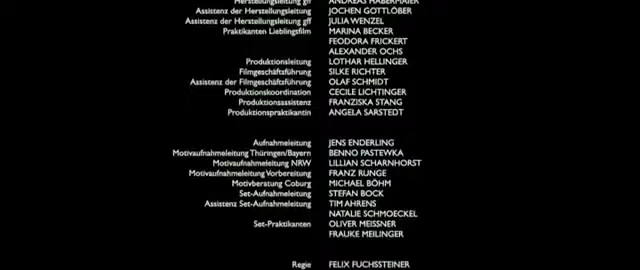 Herstellungsleitung gff ANDREAS HABERMAIER
Assistenz der Herstellungsleitung JOCHEN GOTTLÖBER
Assistenz der Herstellungsleitung gff JULIA WENZEL
Praktikanten Lieblingsfilm MARINA BECKER
FEODORA FRICKERT
ALEXANDER OCHS
Produktionsleitung LOTHAR HELLINGER
Filmgeschäftsführung SILKE RICHTER
Assistenz der Filmgeschäftsführung OLAF SCHMIDT
Produktionskoordination CECILE LICHTINGER
Produktionsassistenz FRANZISKA STANG
Produktionspraktikantin ANGELA SARSTEDT
Aufnahmeleitung JENS ENDERLING
Motivaufnahmeleitung Thüringen/Bayern BENNO PASTEWKA
Motivaufnahmeleitung NRW LILLIAN SCHARNHORST
Motivaufnahmeleitung Vorbereitung FRANZ RUNGE
Motivberatung Coburg MICHAEL BÖHM
Set-Aufnahmeleitung STEFAN BOCK
Assistenz Set-Aufnahmeleitung TIM AHRENS
NATALIE SCHMOECKEL
Set-Praktikanten OLIVER MEISSNER
FRAUKE MEILINGER
Regie FELIX FUCHSSTEINER